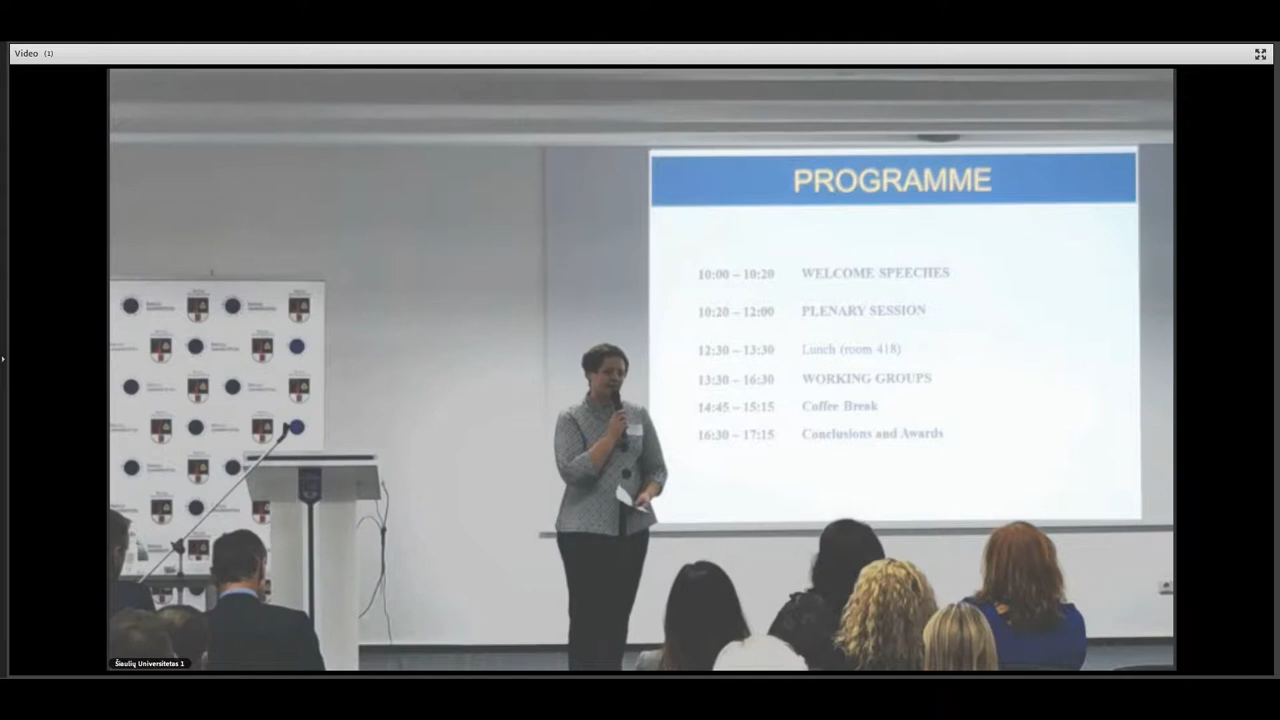 Video (1)
PROGRAMME
10:00 – 10:20 WELCOME SPEECHES
10:20 – 12:00 PLENARY SESSION
12:30 – 13:30 Lunch (room 418)
13:30 – 16:30 WORKING GROUPS
14:45 – 15:15 Coffee Break
16:30 – 17:15 Conclusions and Awards
Šiaulių Universitetas 1